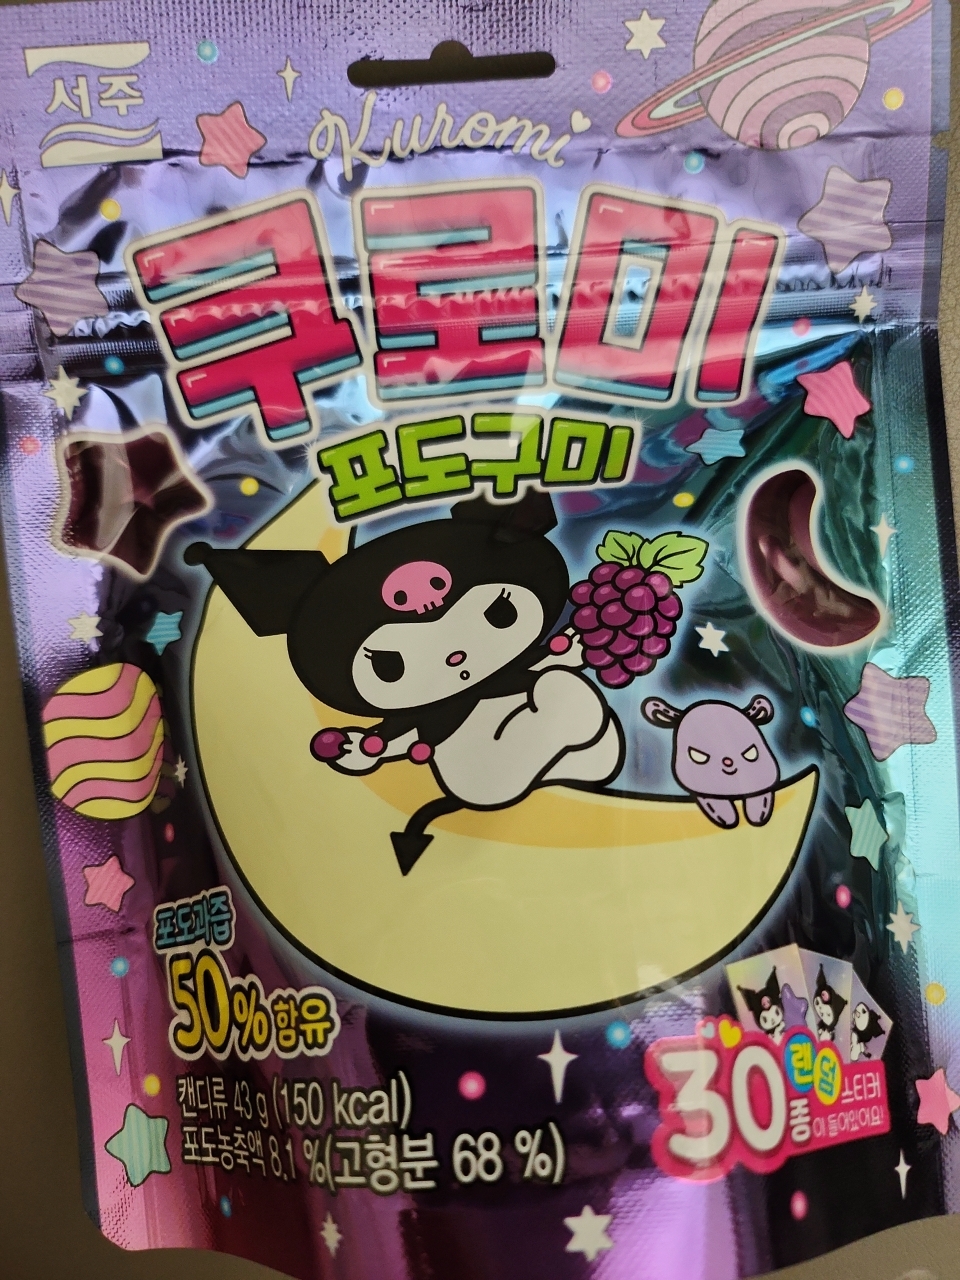 서주
Kuromi
쿠로미
포도구미
포도과즙
50% 함유
캔디류 43 g (150 kcal)
포도농축액 8.1 %(고형분 68 %)
30종 랜덤 스티커
이 들어있어요!